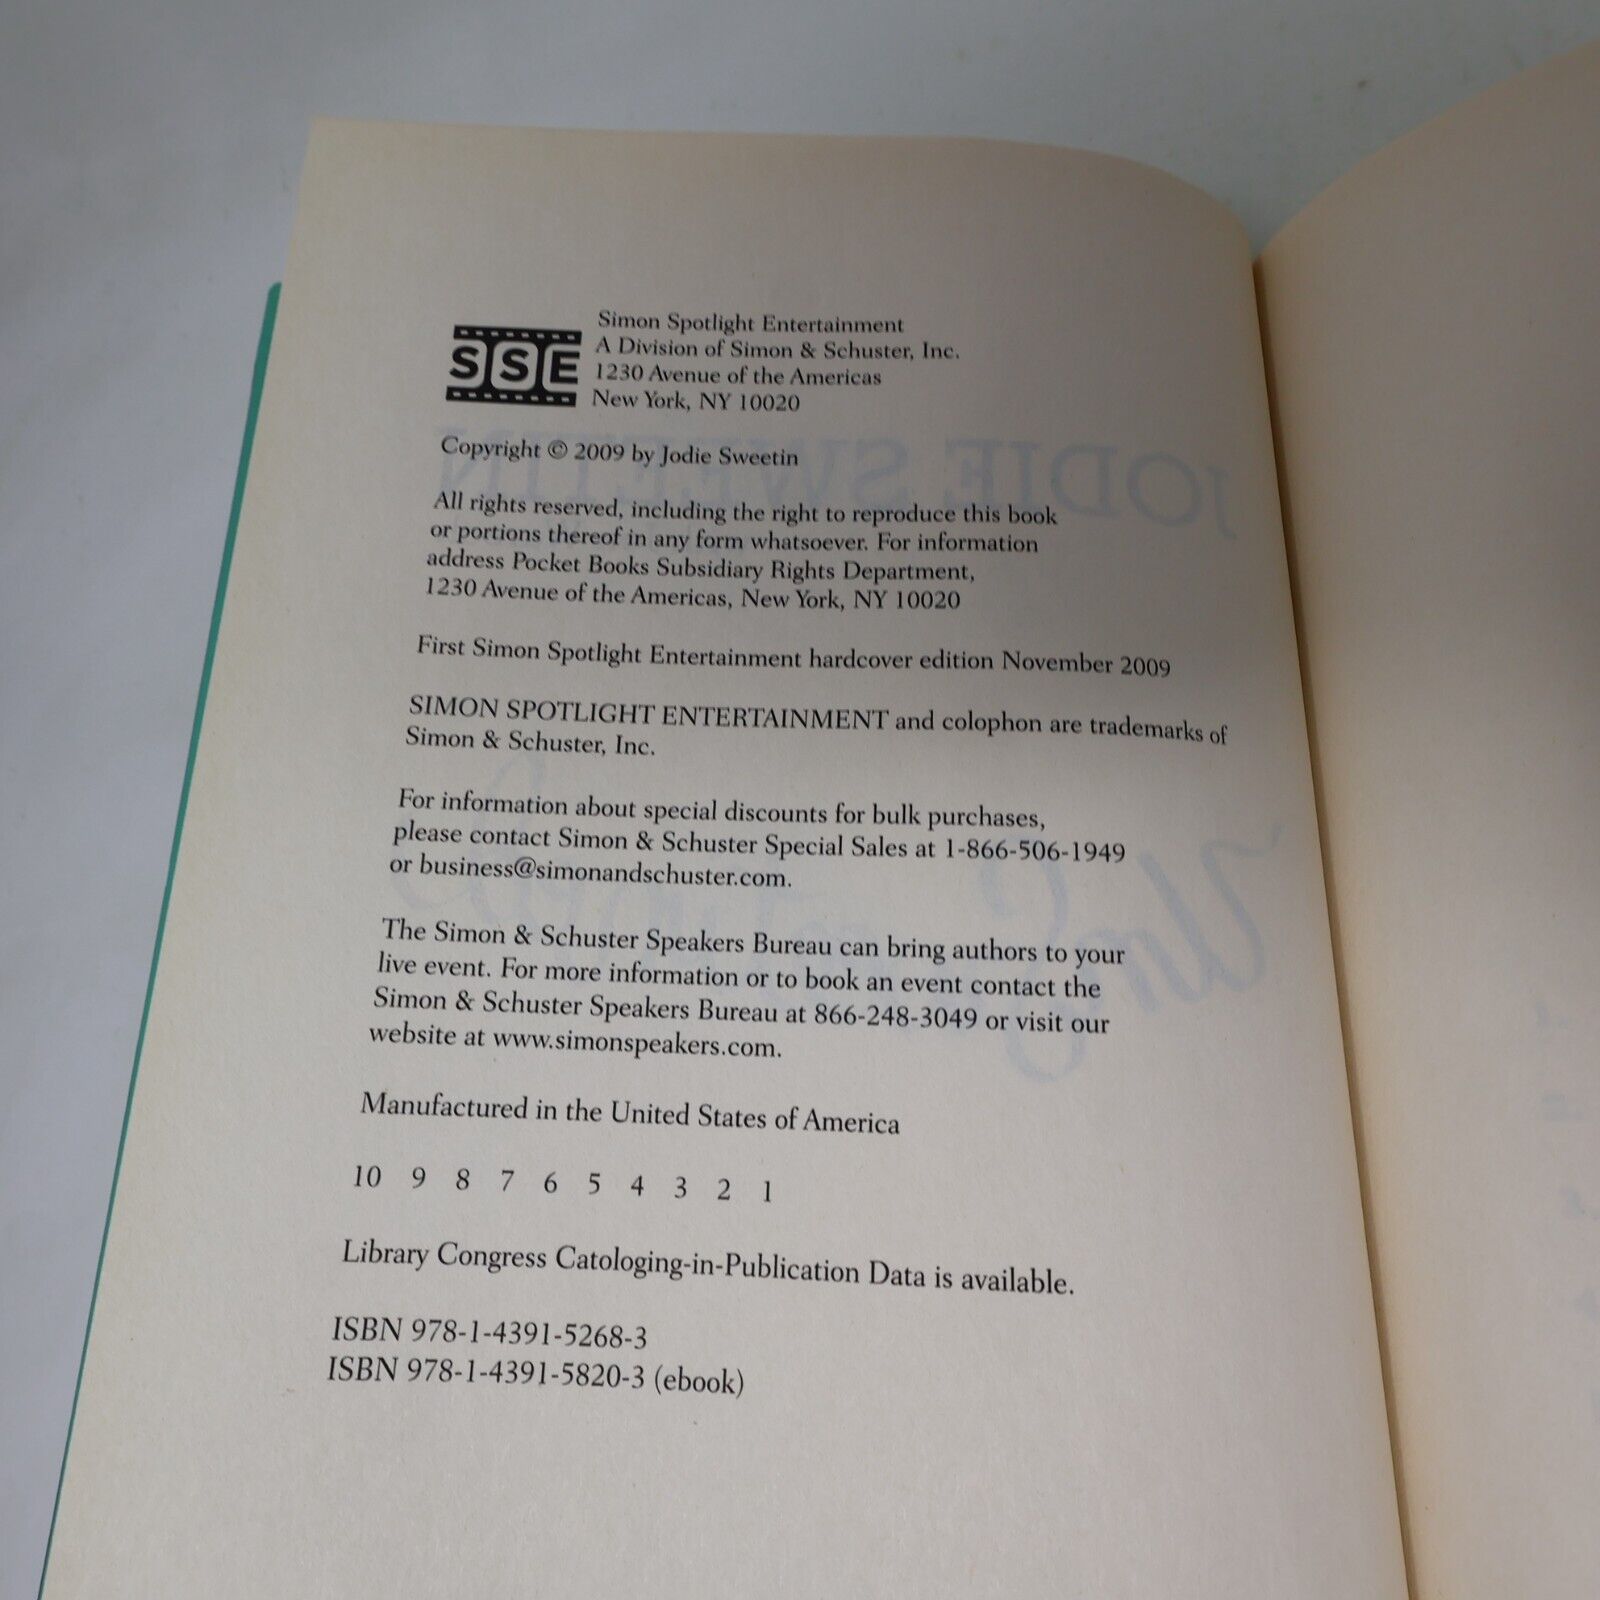 SSE
Simon Spotlight Entertainment
A Division of Simon & Schuster, Inc.
1230 Avenue of the Americas
New York, NY 10020
Copyright © 2009 by Jodie Sweetin
All rights reserved, including the right to reproduce this book
or portions thereof in any form whatsoever. For information
address Pocket Books Subsidiary Rights Department,
1230 Avenue of the Americas, New York, NY 10020
First Simon Spotlight Entertainment hardcover edition November 2009
SIMON SPOTLIGHT ENTERTAINMENT and colophon are trademarks of
Simon & Schuster, Inc.
For information about special discounts for bulk purchases,
please contact Simon & Schuster Special Sales at 1-866-506-1949
or business@simonandschuster.com.
The Simon & Schuster Speakers Bureau can bring authors to your
live event. For more information or to book an event contact the
Simon & Schuster Speakers Bureau at 866-248-3049 or visit our
website at www.simonspeakers.com.
Manufactured in the United States of America
10 9 8 7 6 5 4 3 2 1
Library Congress Catologing-in-Publication Data is available.
ISBN 978-1-4391-5268-3
ISBN 978-1-4391-5820-3 (ebook)
JODIE SWEETIN